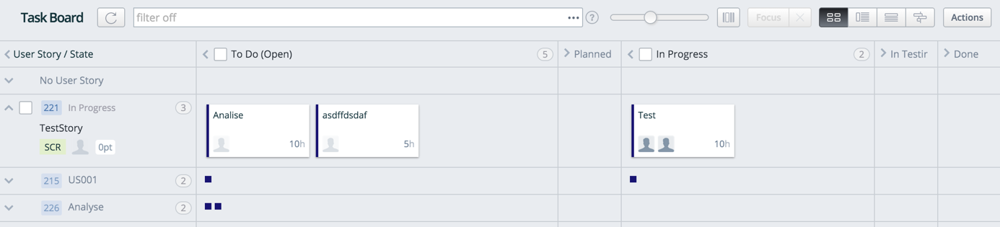 Task Board filter off ••• ? Focus × Actions
User Story / State To Do (Open) 5 Planned In Progress 2 In Testir Done
No User Story
221 In Progress 3 Analise asdffdsdaf Test
TestStory
SCR 0pt 10h 5h 10h
215 US001 2
226 Analyse 2